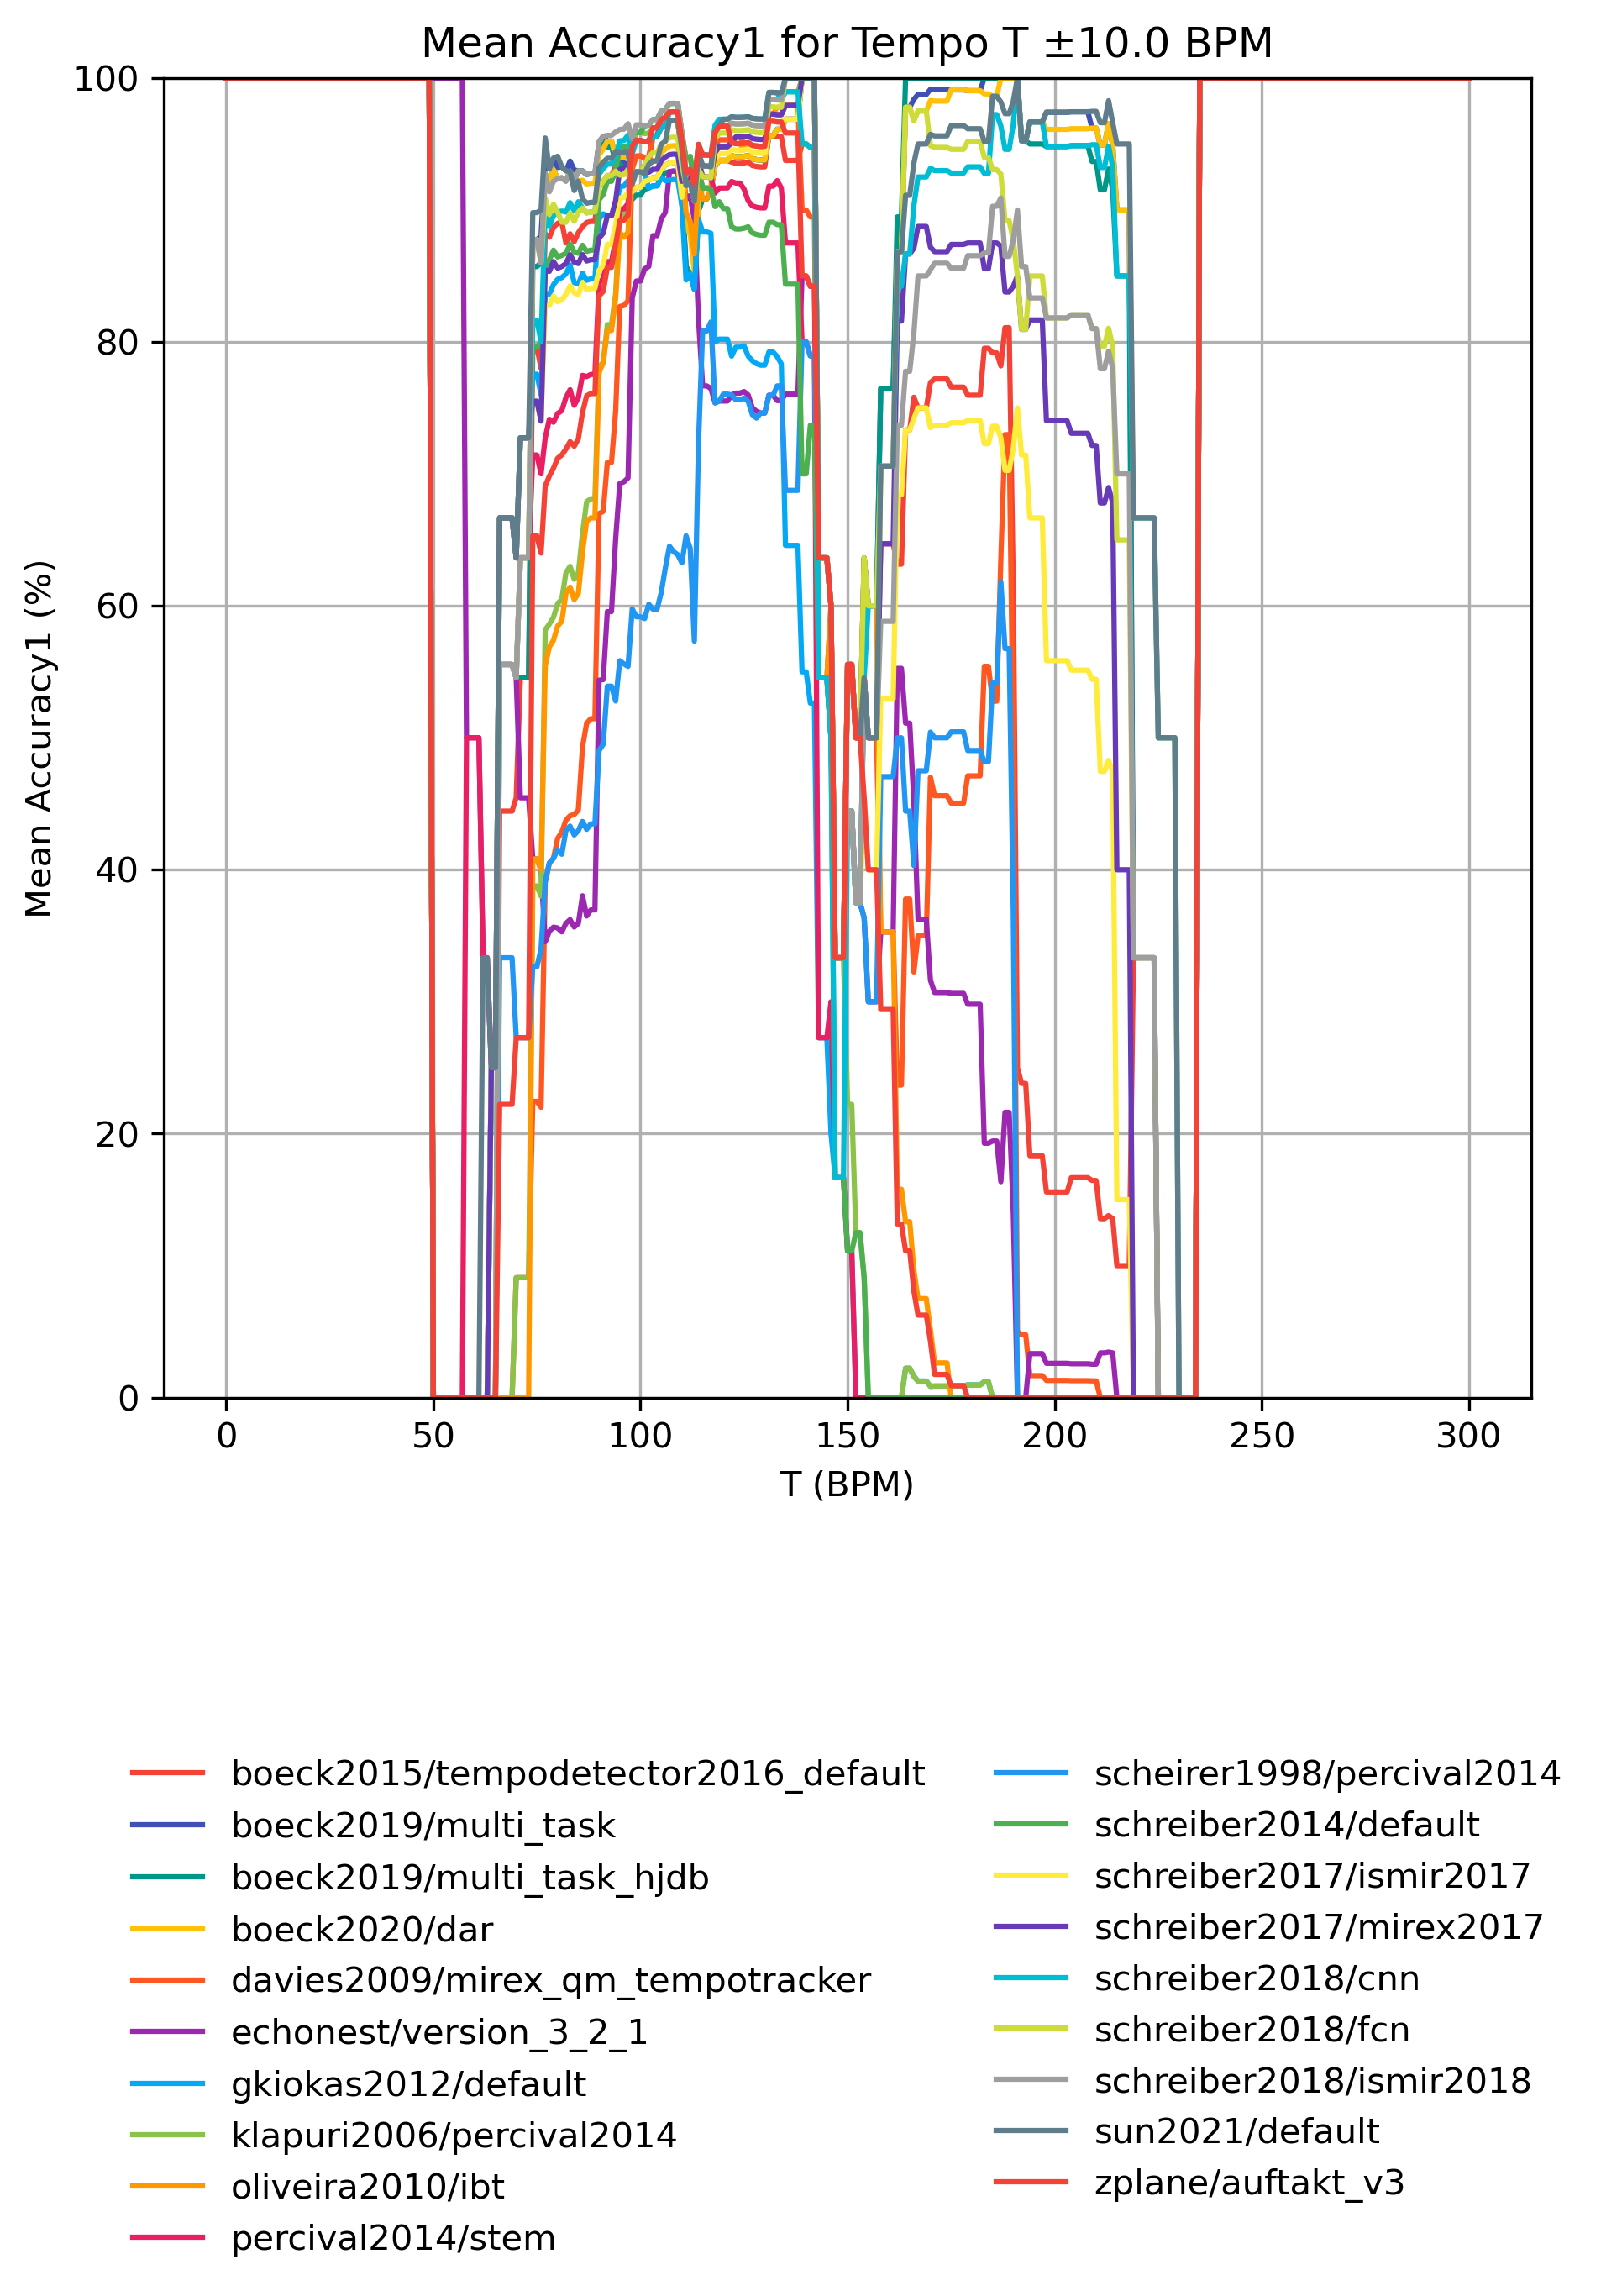 Mean Accuracy1 for Tempo T ±10.0 BPM
100
80
60
40
20
0
Mean Accuracy1 (%)
0 50 100 150 200 250 300
T (BPM)
boeck2015/tempodetector2016_default
boeck2019/multi_task
boeck2019/multi_task_hjdb
boeck2020/dar
davies2009/mirex_qm_tempotracker
echonest/version_3_2_1
gkiokas2012/default
klapuri2006/percival2014
oliveira2010/ibt
percival2014/stem
scheirer1998/percival2014
schreiber2014/default
schreiber2017/ismir2017
schreiber2017/mirex2017
schreiber2018/cnn
schreiber2018/fcn
schreiber2018/ismir2018
sun2021/default
zplane/auftakt_v3